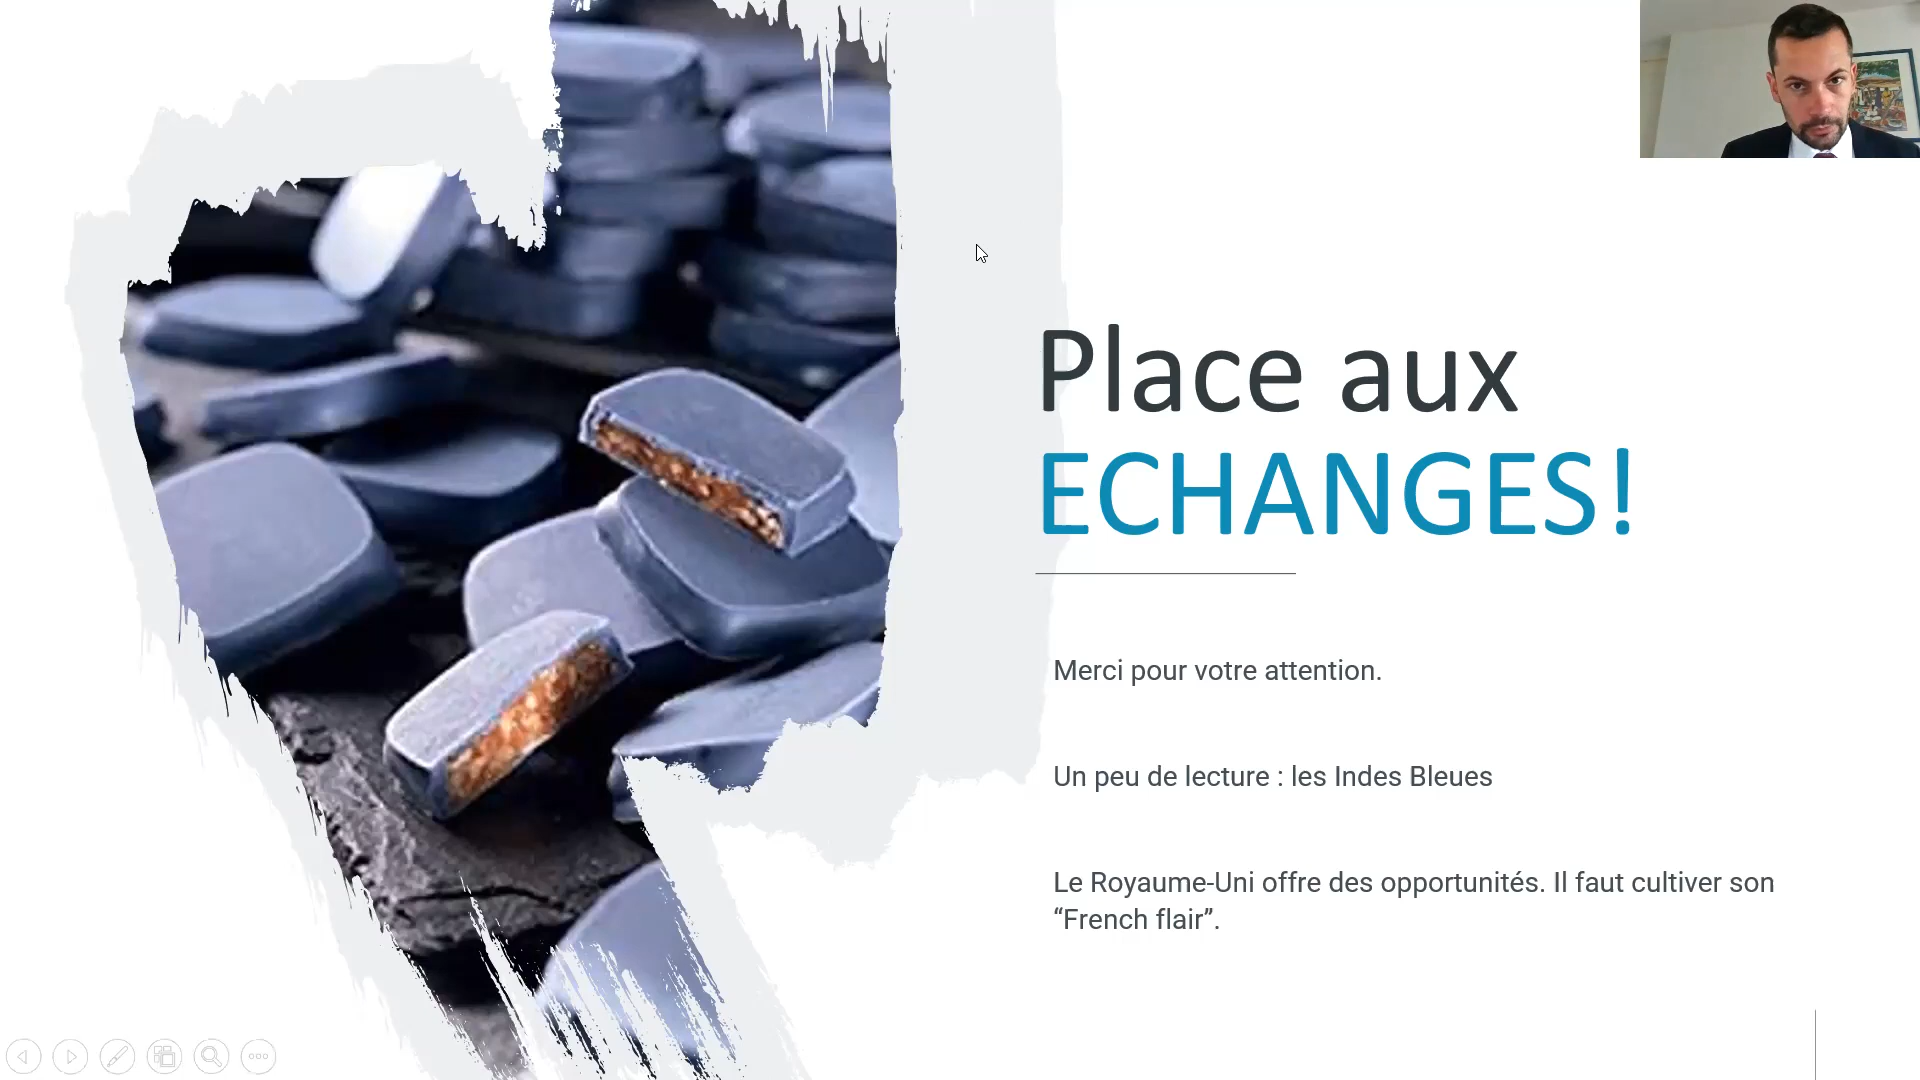 Place aux
ECHANGES!
Merci pour votre attention.
Un peu de lecture : les Indes Bleues
Le Royaume-Uni offre des opportunités. Il faut cultiver son
“French flair”.